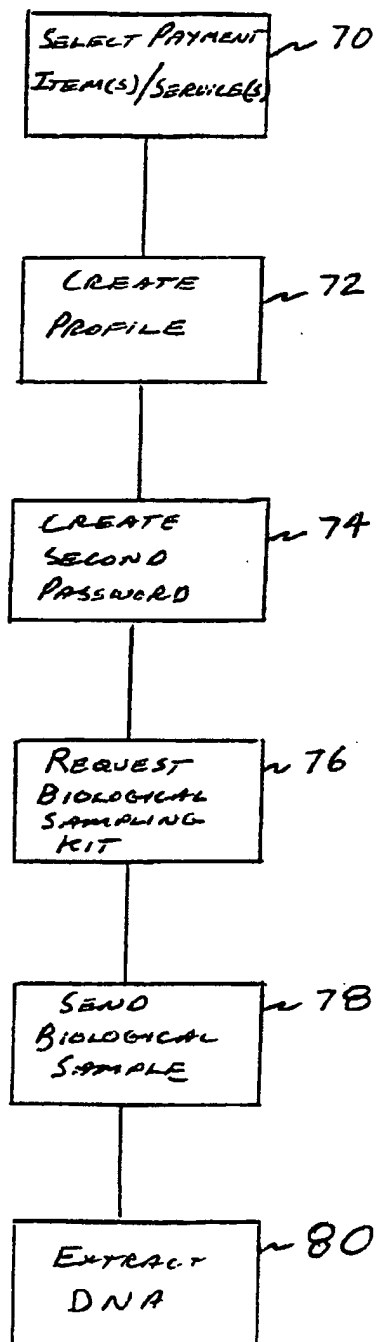 SELECT PAYMENT
ITEM(S)/SERVICE(S)
70
CREATE
PROFILE
72
CREATE
SECOND
PASSWORD
74
REQUEST
BIOLOGICAL
SAMPLING
KIT
76
SEND
BIOLOGICAL
SAMPLE
78
EXTRACT
DNA
80